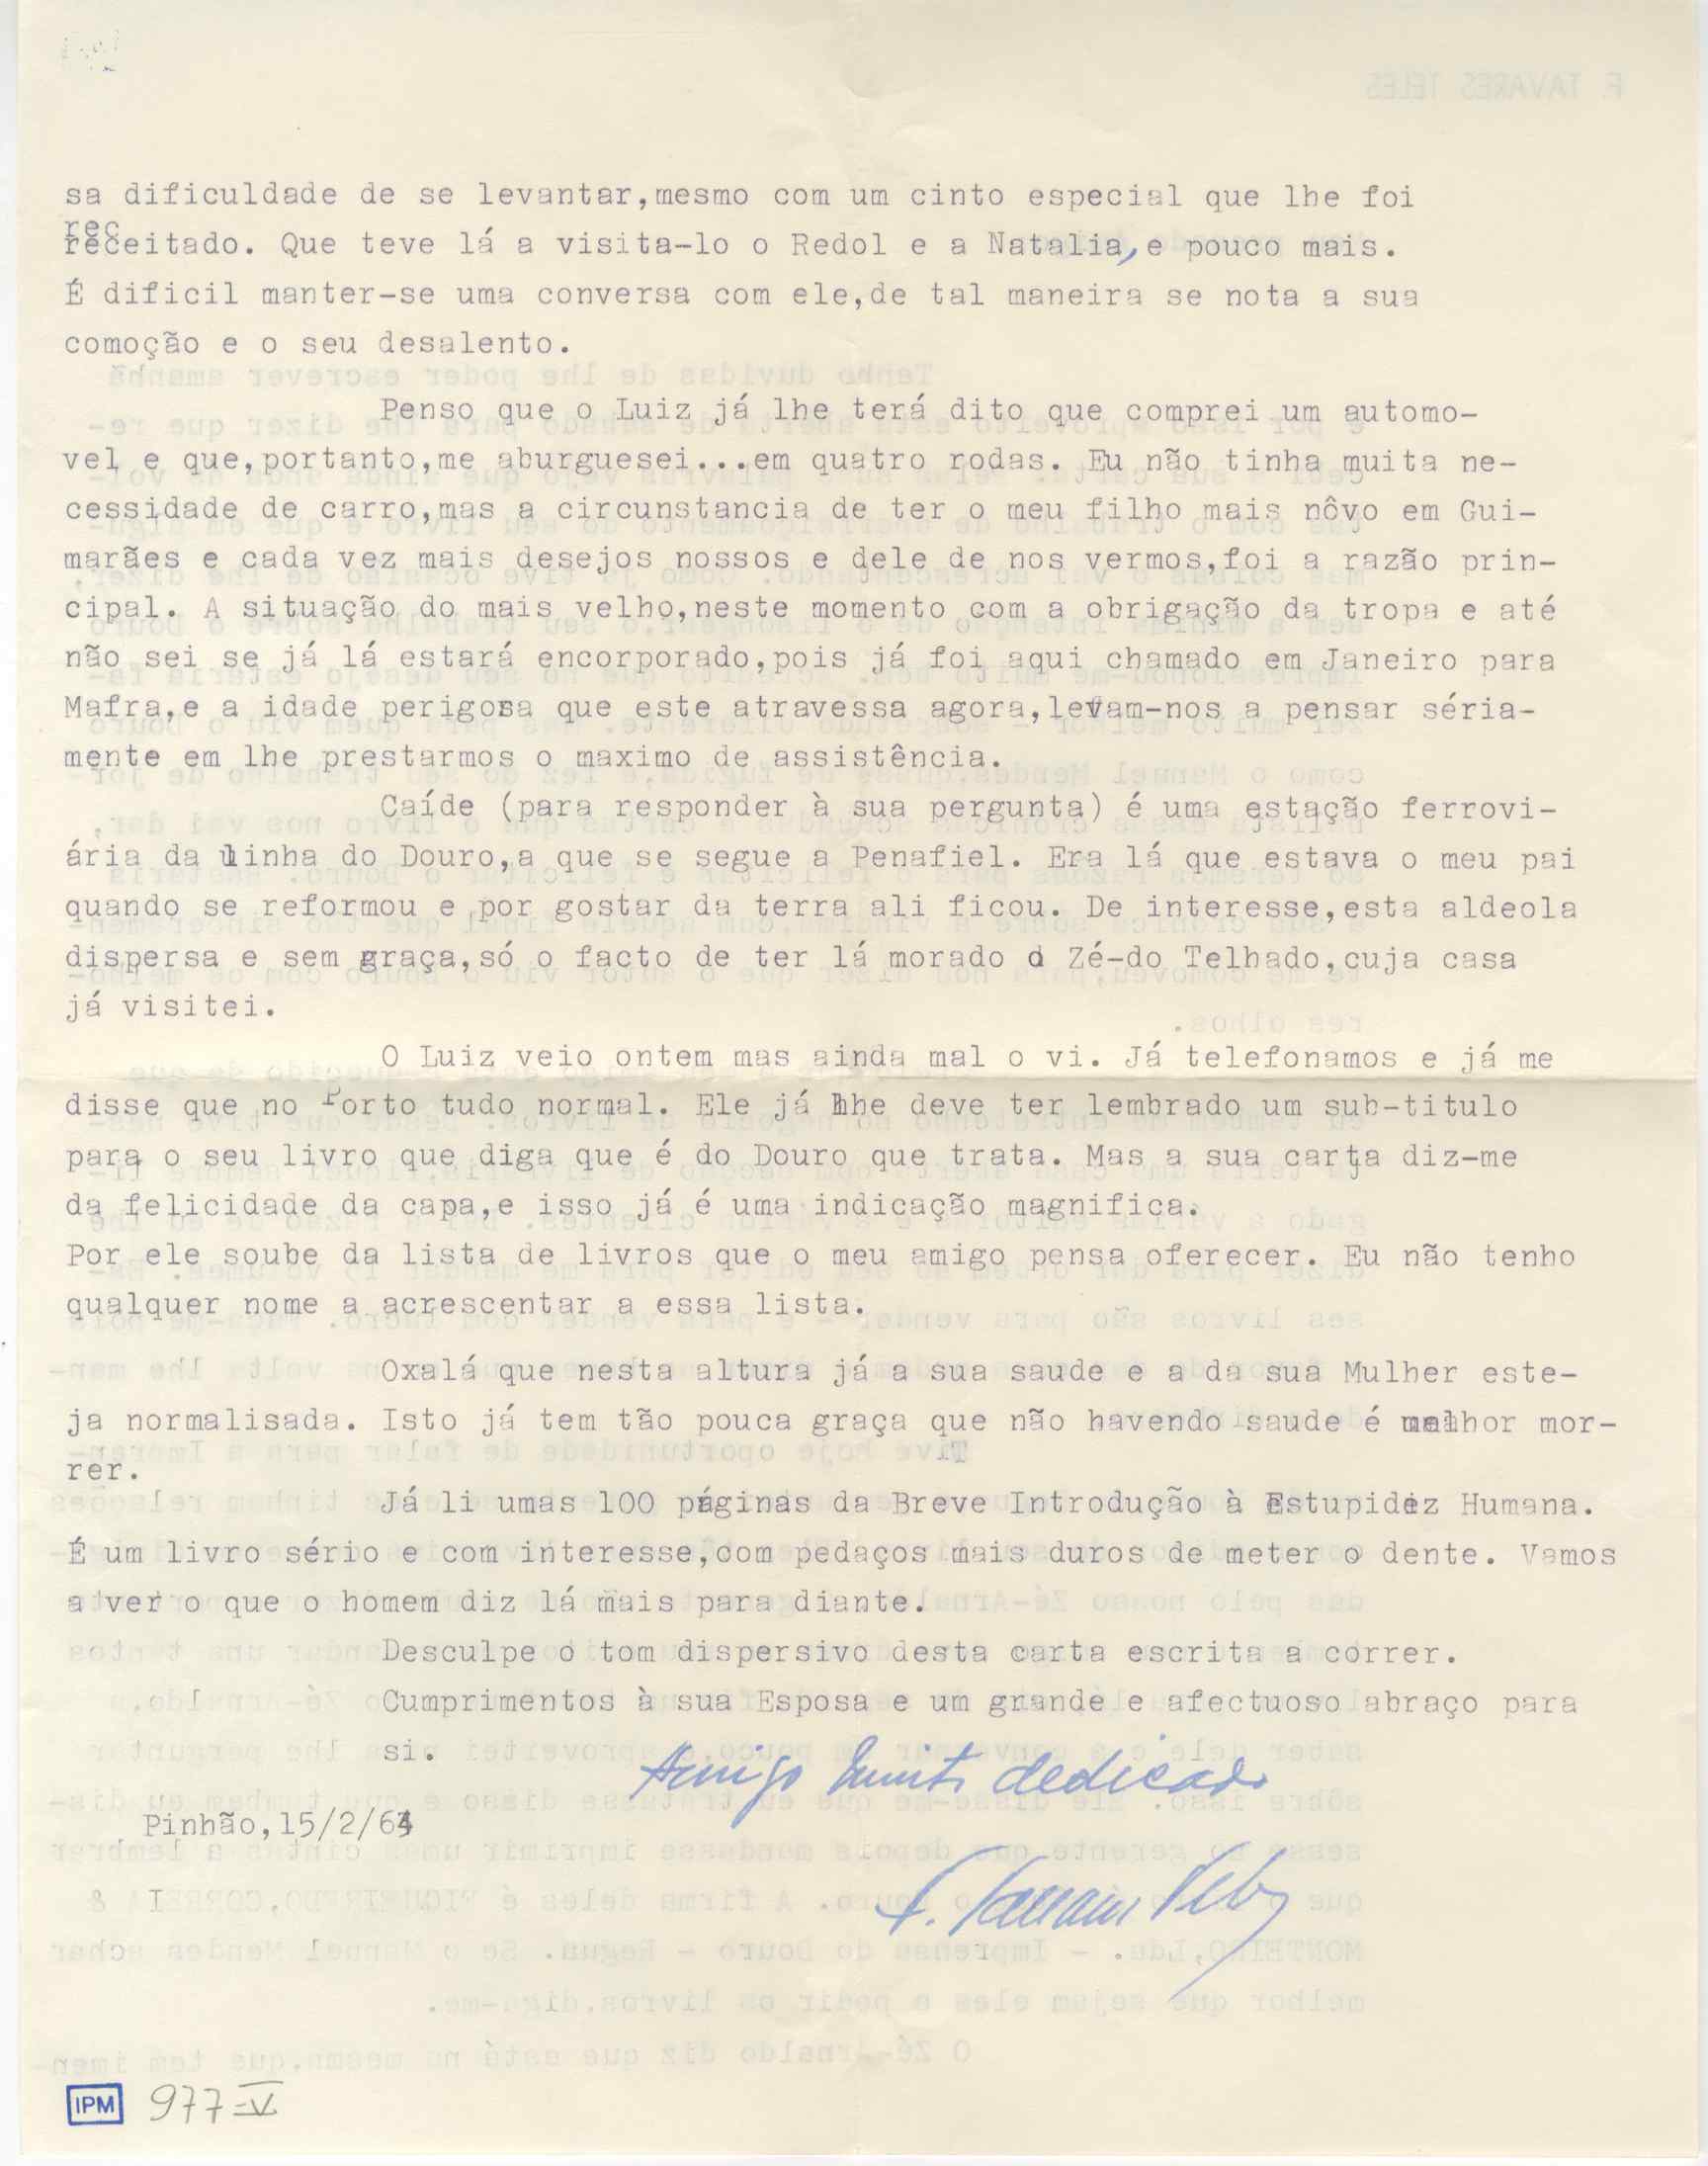 sa dificuldade de se levantar,mesmo com um cinto especial que lhe foi
receitado. Que teve lá a visita-lo o Redol e a Natalia, e pouco mais.
É dificil manter-se uma conversa com ele,de tal maneira se nota a sua
comoção e o seu desalento.
Penso que o Luiz já lhe terá dito que comprei um automo-
vel e que,portanto,me aburguesei...em quatro rodas. Eu não tinha muita ne-
cessidade de carro,mas a circunstancia de ter o meu filho mais nôvo em Gui-
marães e cada vez mais desejos nossos e dele de nos vermos,foi a razão prin-
cipal. A situação do mais velho,neste momento com a obrigação da tropa e até
não sei se já lá estará encorporado,pois já foi aqui chamado em Janeiro para
Mafra,e a idade perigosa que este atravessa agora,levam-nos a pensar séria-
mente em lhe prestarmos o maximo de assistência.
Caíde (para responder à sua pergunta) é uma estação ferrovi-
ária da linha do Douro,a que se segue a Penafiel. Era lá que estava o meu pai
quando se reformou e por gostar da terra ali ficou. De interesse,esta aldeola
dispersa e sem graça,só o facto de ter lá morado o Zé-do Telhado,cuja casa
já visitei.
O Luiz veio ontem mas ainda mal o vi. Já telefonamos e já me
disse que no Porto tudo normal. Ele já lhe deve ter lembrado um sub-titulo
para o seu livro que diga que é do Douro que trata. Mas a sua carta diz-me
da felicidade da capa,e isso já é uma indicação magnifica.
Por ele soube da lista de livros que o meu amigo pensa oferecer. Eu não tenho
qualquer nome a acrescentar a essa lista.
Oxalá que nesta altura já a sua saude e a da sua Mulher este-
ja normalisada. Isto já tem tão pouca graça que não havendo saude é melhor mor-
rer.
Já li umas 100 páginas da Breve Introdução à Estupidez Humana.
É um livro sério e com interesse,com pedaços mais duros de meter o dente. Vamos
a ver o que o homem diz lá mais para diante.
Desculpe o tom dispersivo desta carta escrita a correr.
Cumprimentos à sua Esposa e um grande e afectuoso abraço para
si.
Amigo muito dedicado
Pinhão,15/2/64
F. Tavares Teles
IPM 977-V